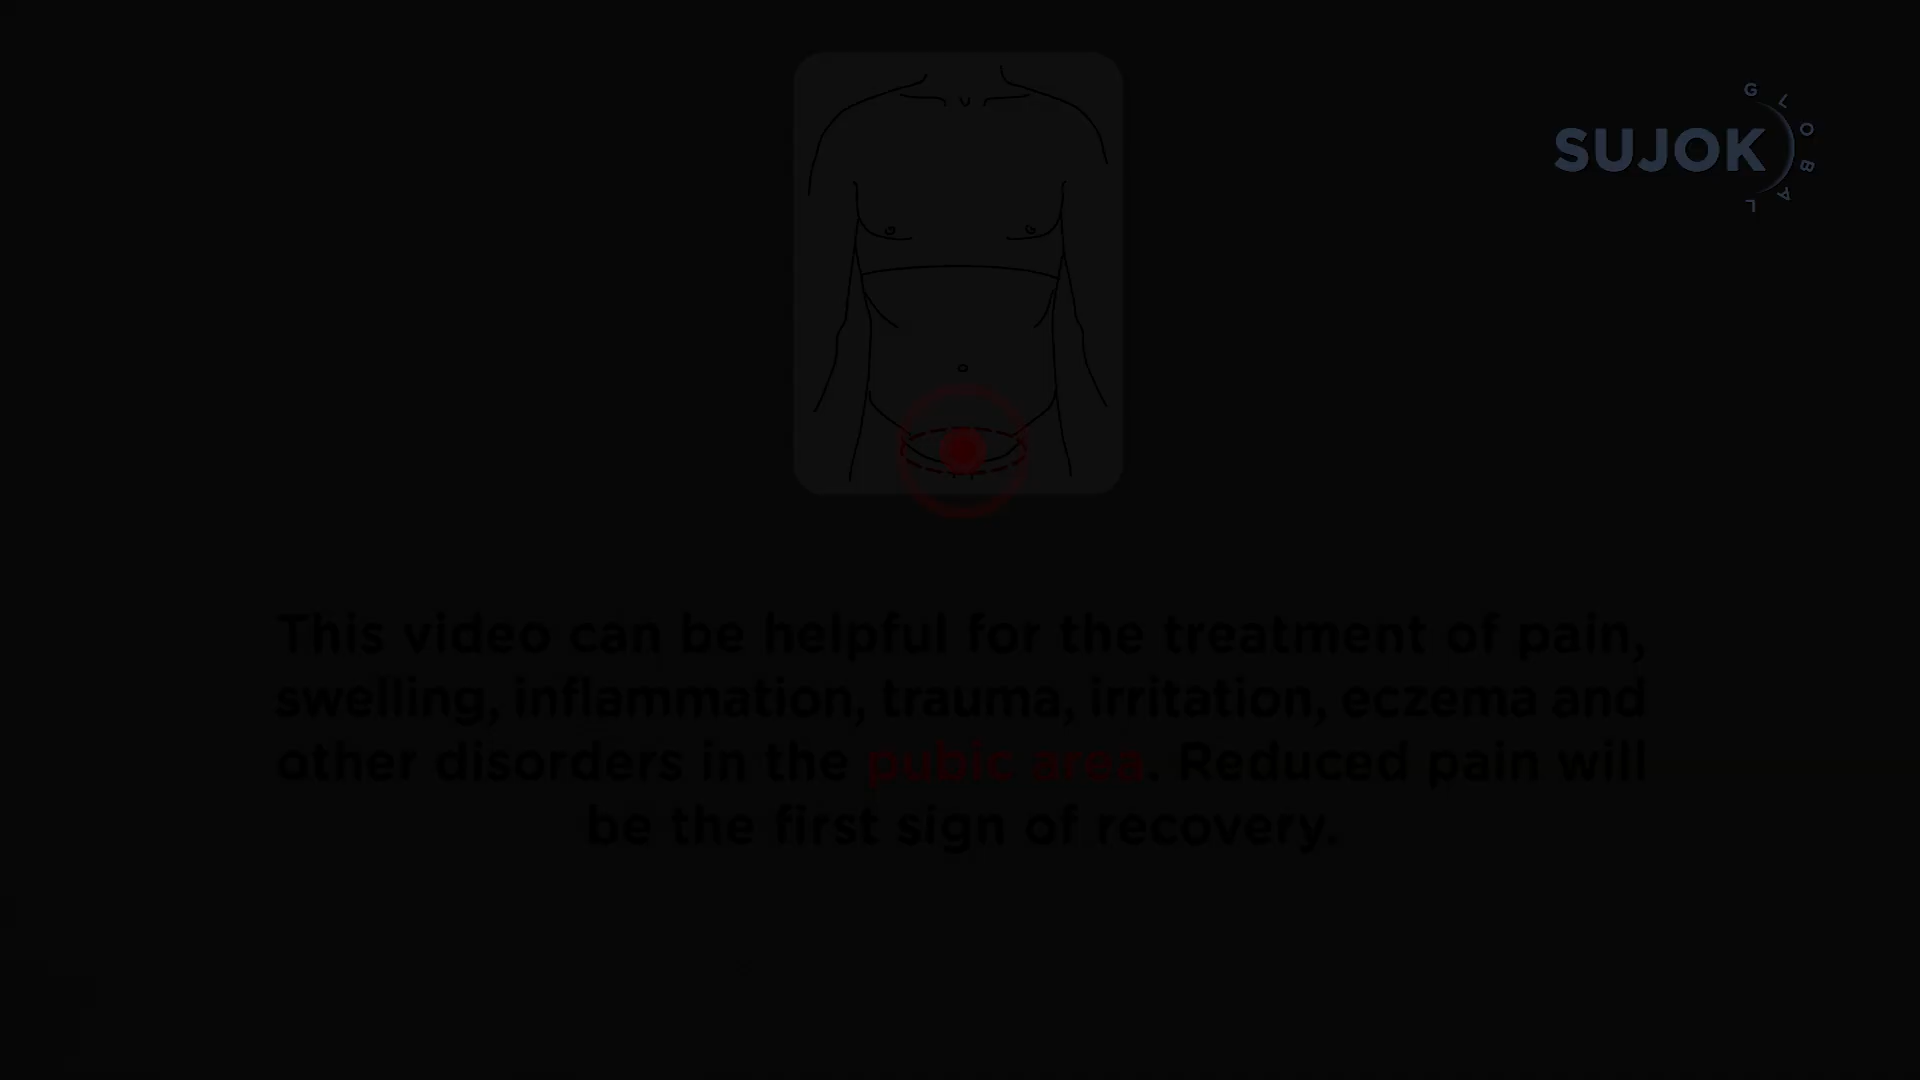 SUJOK
GLOBAL
This video can be helpful for the treatment of pain,
swelling, inflammation, trauma, irritation, eczema and
other disorders in the pubic area. Reduced pain will
be the first sign of recovery.